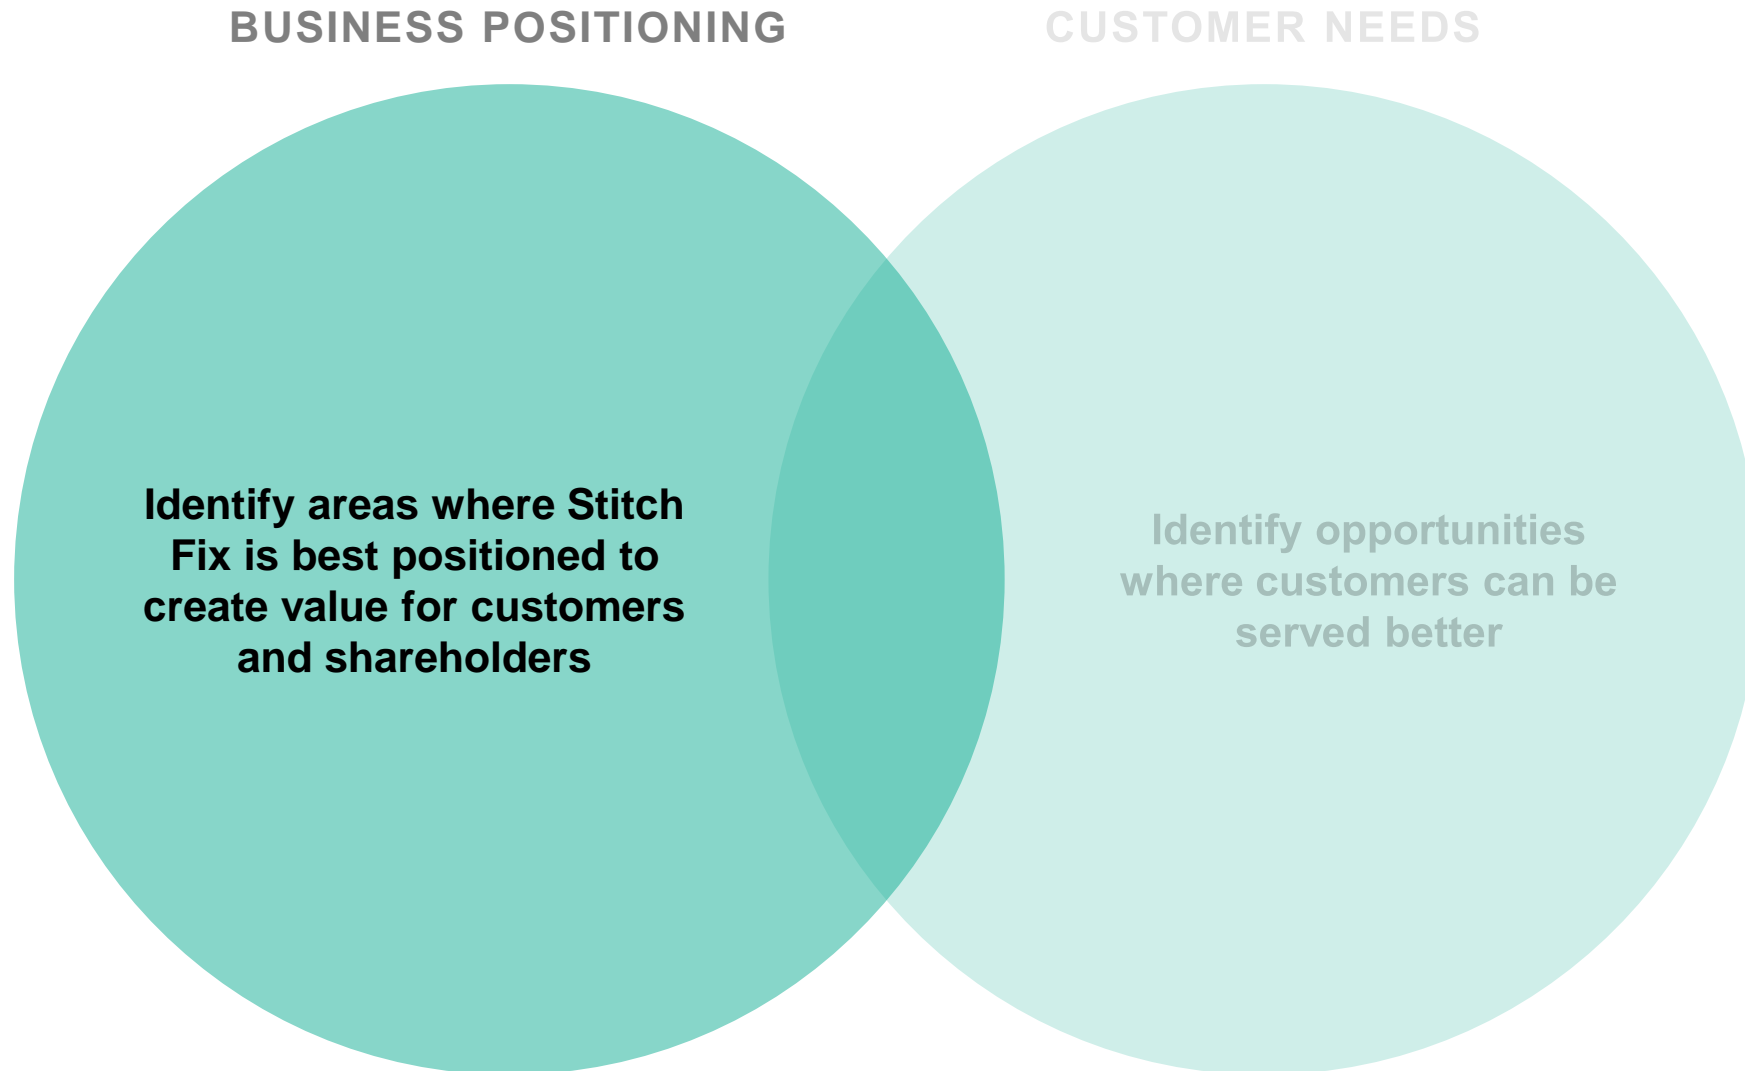 BUSINESS POSITIONING
CUSTOMER NEEDS
Identify areas where Stitch
Fix is best positioned to
create value for customers
and shareholders
Identify opportunities
where customers can be
served better